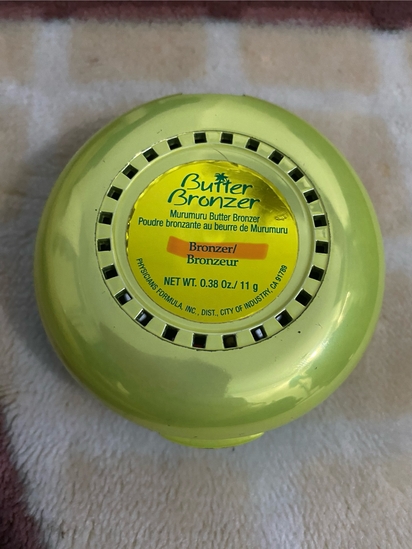 Butter
Bronzer
Murumuru Butter Bronzer
Poudre bronzante au beurre de Murumuru
Bronzer/
Bronzeur
NET WT. 0.38 Oz./ 11 g
PHYSICIANS FORMULA, INC., DIST., CITY OF INDUSTRY, CA 91789